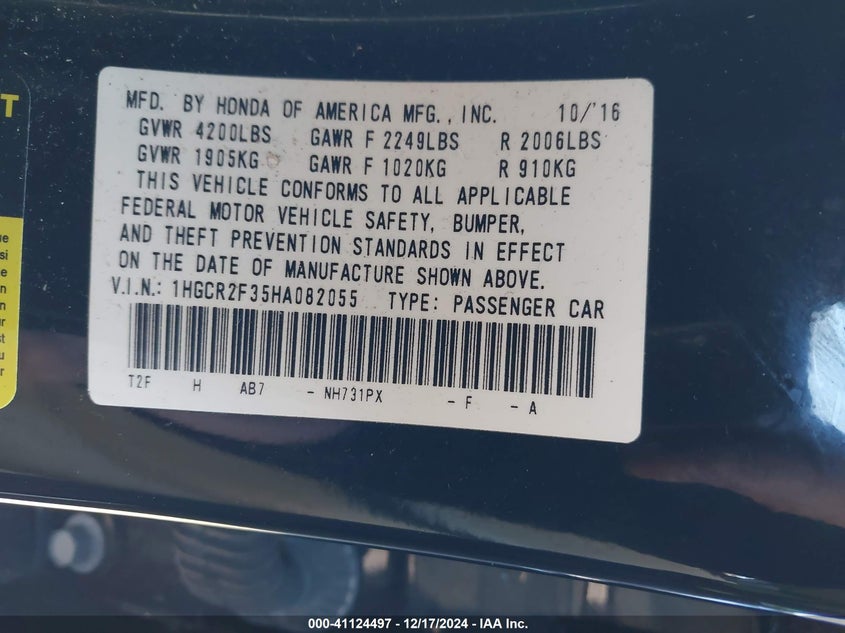 MFD. BY HONDA OF AMERICA MFG., INC. 10/'16
GVWR 4200LBS GAWR F 2249LBS R 2006LBS
GVWR 1905KG GAWR F 1020KG R 910KG
THIS VEHICLE CONFORMS TO ALL APPLICABLE
FEDERAL MOTOR VEHICLE SAFETY, BUMPER,
AND THEFT PREVENTION STANDARDS IN EFFECT
ON THE DATE OF MANUFACTURE SHOWN ABOVE.
V.I.N.: 1HGCR2F35HA082055 TYPE: PASSENGER CAR
T2F H AB7 - NH731PX - F - A
000-41124497 - 12/17/2024 - IAA Inc.